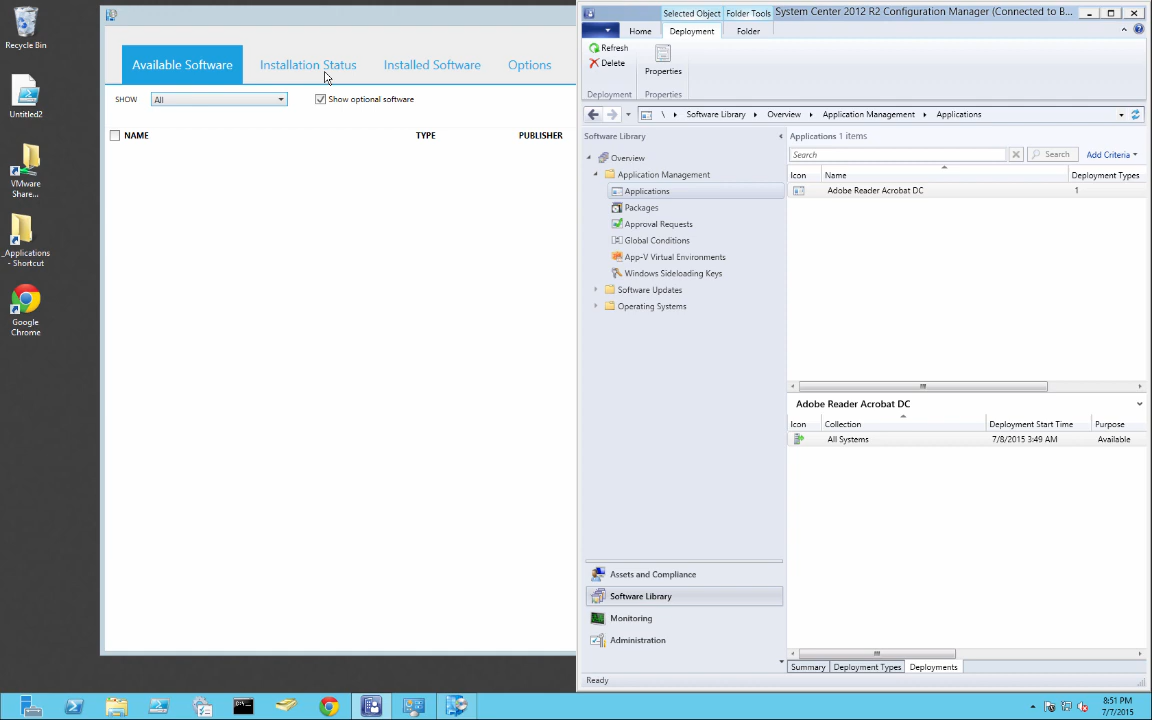 Recycle Bin
Untitled2
VMware
Share...
_Applications
- Shortcut
Google
Chrome
Available Software
Installation Status
Installed Software
Options
SHOW
All
Show optional software
NAME
TYPE
PUBLISHER
Selected Object
Folder Tools
System Center 2012 R2 Configuration Manager (Connected to B...
Home
Deployment
Folder
Refresh
Delete
Properties
Deployment
Properties
\ Software Library Overview Application Management Applications
Software Library
Overview
Application Management
Applications
Packages
Approval Requests
Global Conditions
App-V Virtual Environments
Windows Sideloading Keys
Software Updates
Operating Systems
Assets and Compliance
Software Library
Monitoring
Administration
Applications 1 items
Search
Search
Add Criteria
Icon Name Deployment Types
Adobe Reader Acrobat DC 1
Adobe Reader Acrobat DC
Icon Collection Deployment Start Time Purpose
All Systems 7/8/2015 3:49 AM Available
Summary Deployment Types Deployments
Ready
8:51 PM
7/7/2015